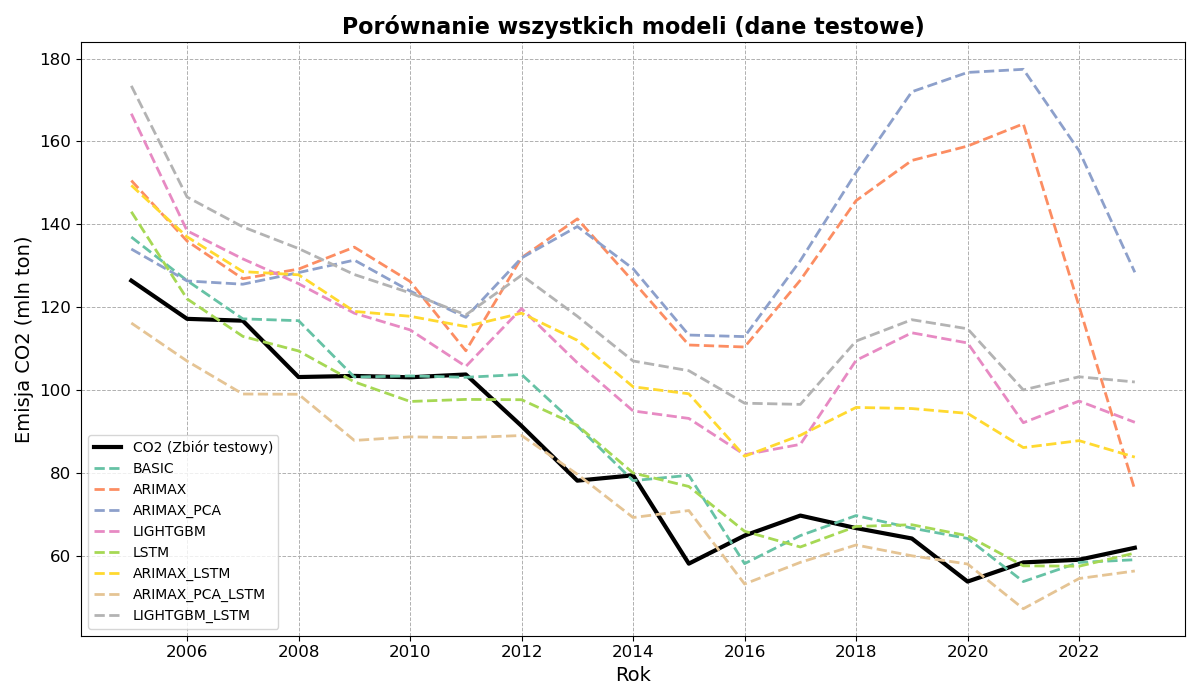 Porównanie wszystkich modeli (dane testowe)
Emisja CO2 (mln ton)
180
160
140
120
100
80
60
CO2 (Zbiór testowy)
BASIC
ARIMAX
ARIMAX_PCA
LIGHTGBM
LSTM
ARIMAX_LSTM
ARIMAX_PCA_LSTM
LIGHTGBM_LSTM
2006 2008 2010 2012 2014 2016 2018 2020 2022
Rok